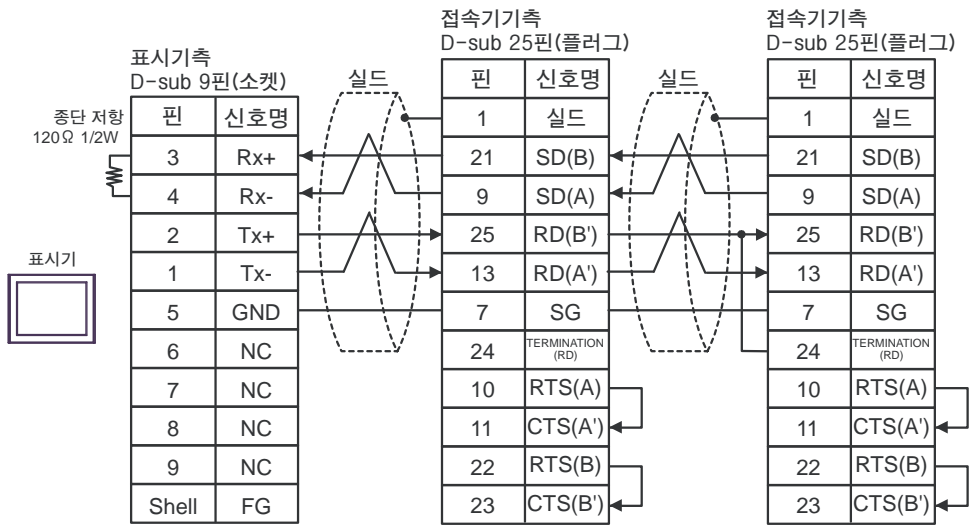 표시기측
D-sub 9핀(소켓)
종단 저항
120Ω 1/2W
표시기
핀 신호명
3 Rx+
4 Rx-
2 Tx+
1 Tx-
5 GND
6 NC
7 NC
8 NC
9 NC
Shell FG
실드
접속기기측
D-sub 25핀(플러그)
핀 신호명
1 실드
21 SD(B)
9 SD(A)
25 RD(B')
13 RD(A')
7 SG
24 TERMINATION
(RD)
10 RTS(A)
11 CTS(A')
22 RTS(B)
23 CTS(B')
실드
접속기기측
D-sub 25핀(플러그)
핀 신호명
1 실드
21 SD(B)
9 SD(A)
25 RD(B')
13 RD(A')
7 SG
24 TERMINATION
(RD)
10 RTS(A)
11 CTS(A')
22 RTS(B)
23 CTS(B')